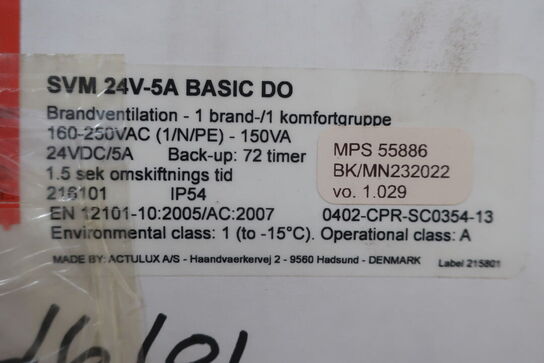 SVM 24V-5A BASIC DO
Brandventilation - 1 brand-/1 komfortgruppe
160-250VAC (1/N/PE) - 150VA
24VDC/5A Back-up: 72 timer
1.5 sek omskiftnings tid
216101 IP54
MPS 55886
BK/MN232022
vo. 1.029
EN 12101-10:2005/AC:2007 0402-CPR-SC0354-13
Environmental class: 1 (to -15°C). Operational class: A
MADE BY: ACTULUX A/S - Haandvaerkervej 2 - 9560 Hadsund - DENMARK Label 215801